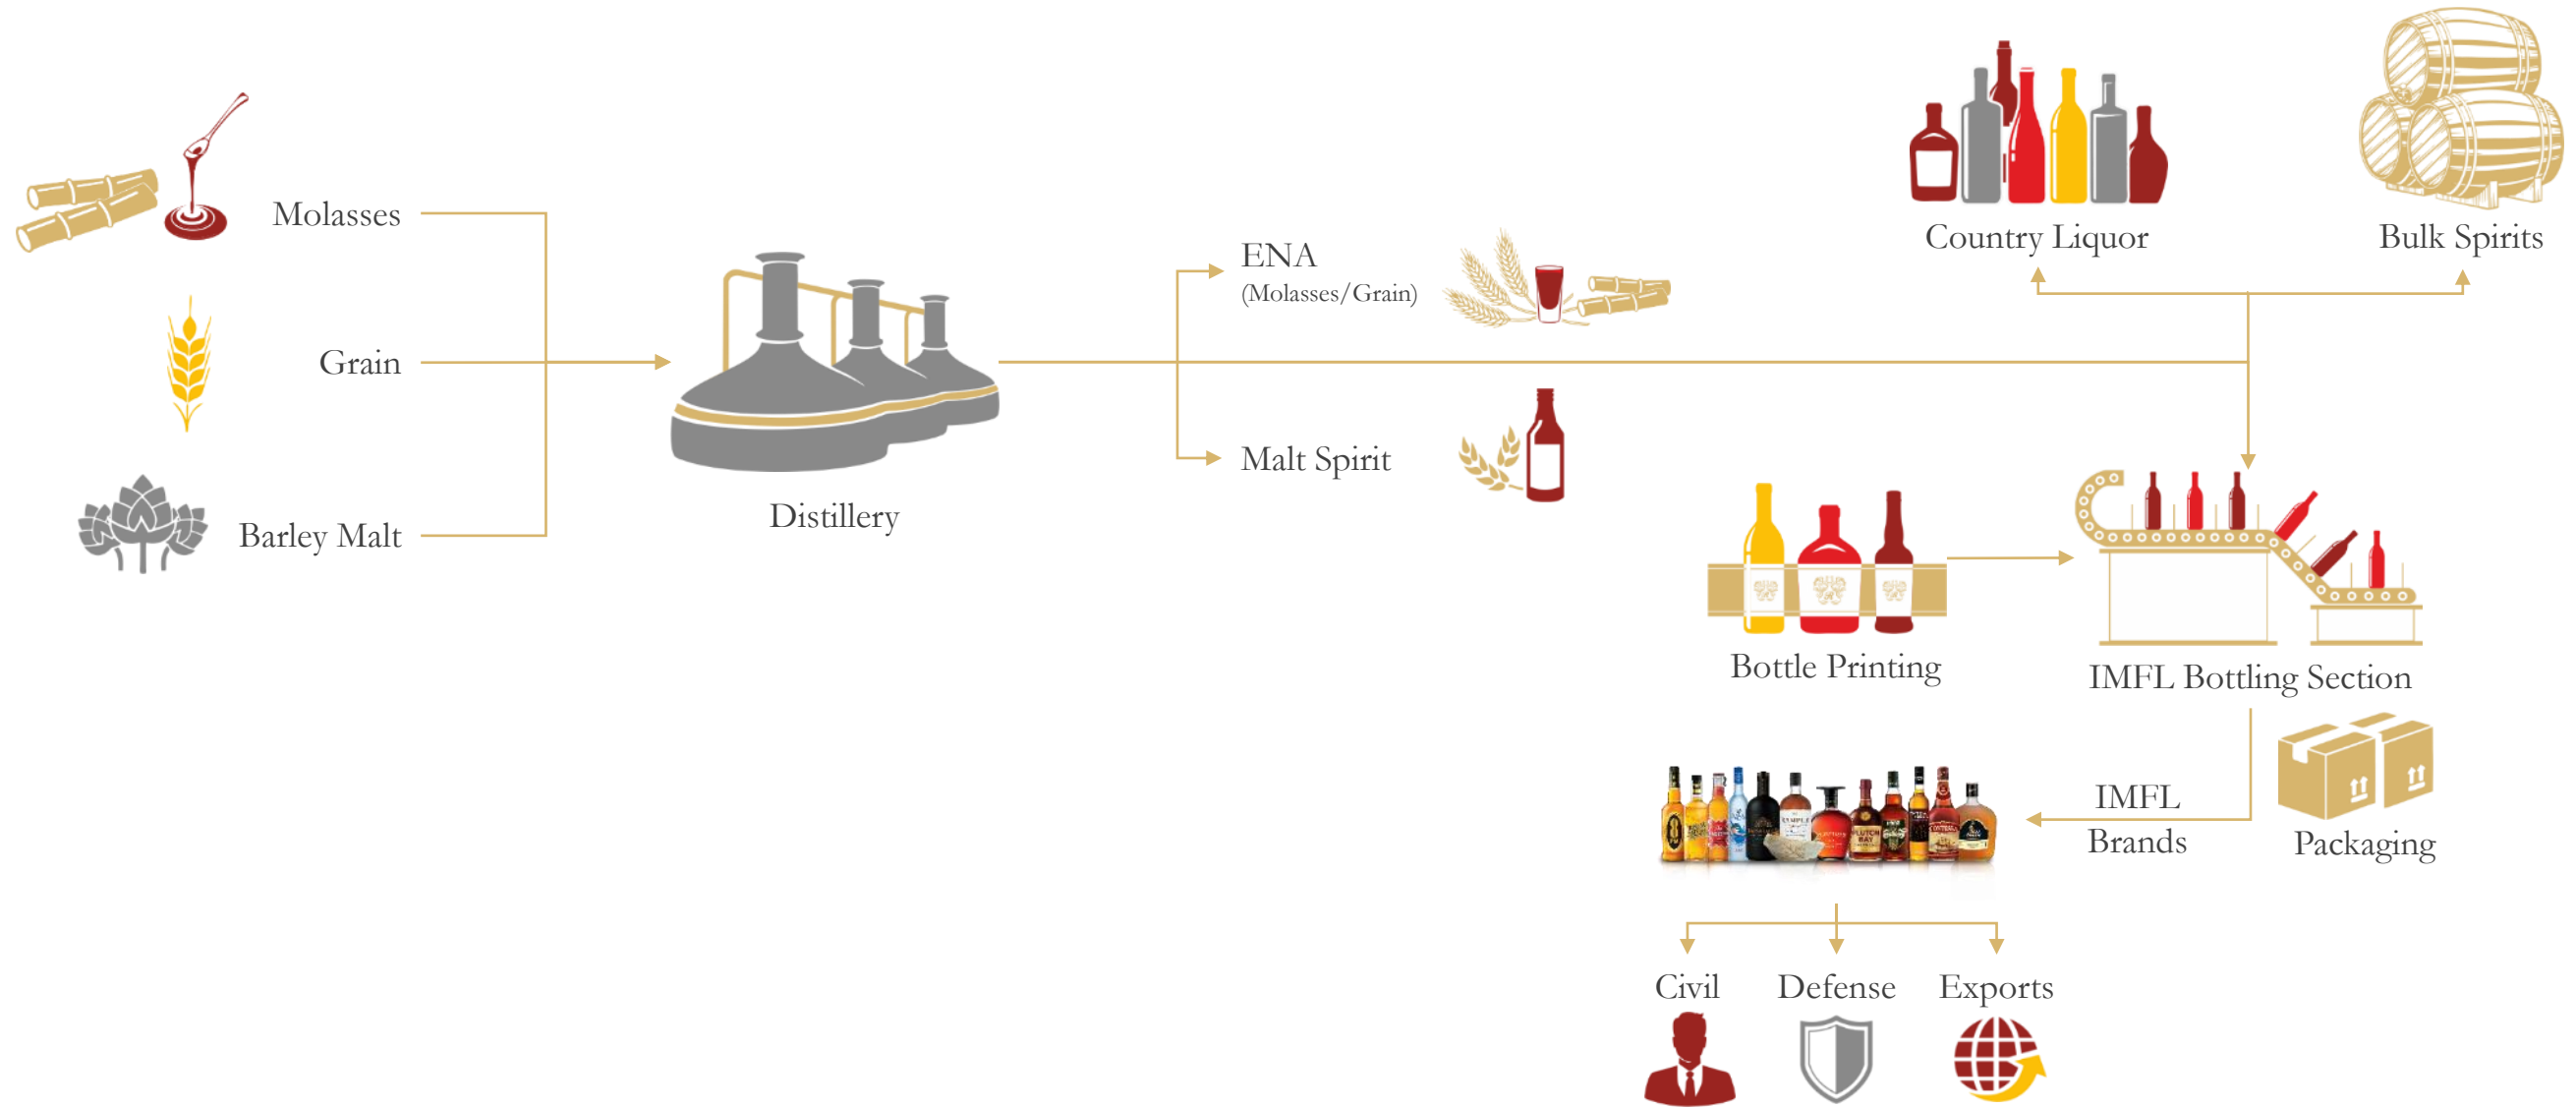 Molasses
Grain
Barley Malt
Distillery
ENA
(Molasses/Grain)
Malt Spirit
Country Liquor
Bulk Spirits
Bottle Printing
IMFL Bottling Section
IMFL
Brands
Packaging
Civil
Defense
Exports